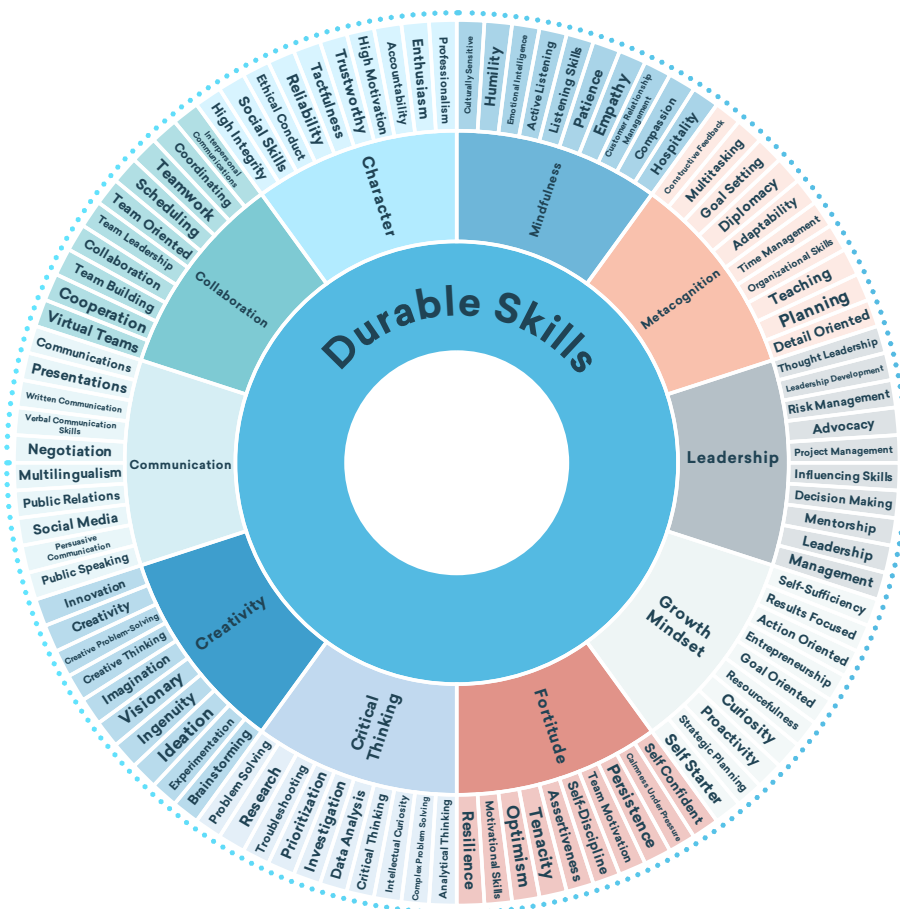 Durable Skills
Mindfulness
Culturally Sensitive
Humility
Emotional Intelligence
Active Listening
Listening Skills
Patience
Empathy
Customer Relationship
Management
Compassion
Hospitality
Metacognition
Constructive Feedback
Multitasking
Goal Setting
Diplomacy
Adaptability
Time Management
Organizational Skills
Teaching
Planning
Detail Oriented
Leadership
Thought Leadership
Leadership Development
Risk Management
Advocacy
Project Management
Influencing Skills
Decision Making
Mentorship
Leadership
Management
Growth
Mindset
Self-Sufficiency
Results Focused
Action Oriented
Entrepreneurship
Goal Oriented
Resourcefulness
Curiosity
Proactivity
Strategic Planning
Self Starter
Fortitude
Self Confident
Calmness Under Pressure
Persistence
Team Motivation
Self-Discipline
Assertiveness
Tenacity
Optimism
Motivational Skills
Resilience
Critical
Thinking
Analytical Thinking
Complex Problem Solving
Intellectual Curiosity
Critical Thinking
Data Analysis
Investigation
Prioritization
Troubleshooting
Research
Problem Solving
Creativity
Brainstorming
Experimentation
Ideation
Ingenuity
Visionary
Imagination
Creative Thinking
Creative Problem-Solving
Creativity
Innovation
Communication
Public Speaking
Persuasive
Communication
Social Media
Public Relations
Multilingualism
Negotiation
Verbal Communication
Skills
Written Communication
Presentations
Communications
Collaboration
Virtual Teams
Cooperation
Team Building
Collaboration
Team Leadership
Team Oriented
Scheduling
Teamwork
Coordinating
Interpersonal
Communications
Character
High Integrity
Social Skills
Ethical Conduct
Reliability
Tactfulness
Trustworthy
High Motivation
Accountability
Enthusiasm
Professionalism